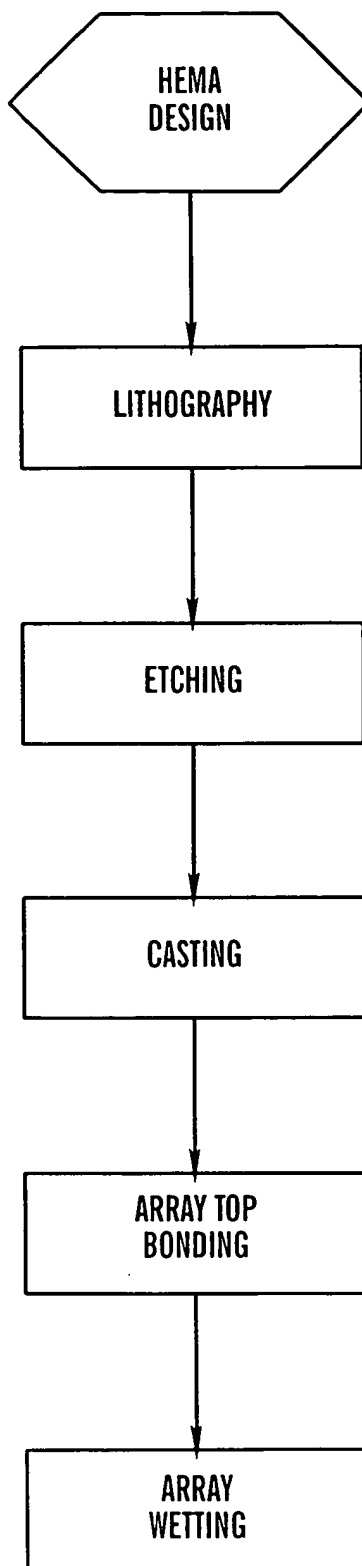 HEMA
DESIGN
LITHOGRAPHY
ETCHING
CASTING
ARRAY TOP
BONDING
ARRAY
WETTING